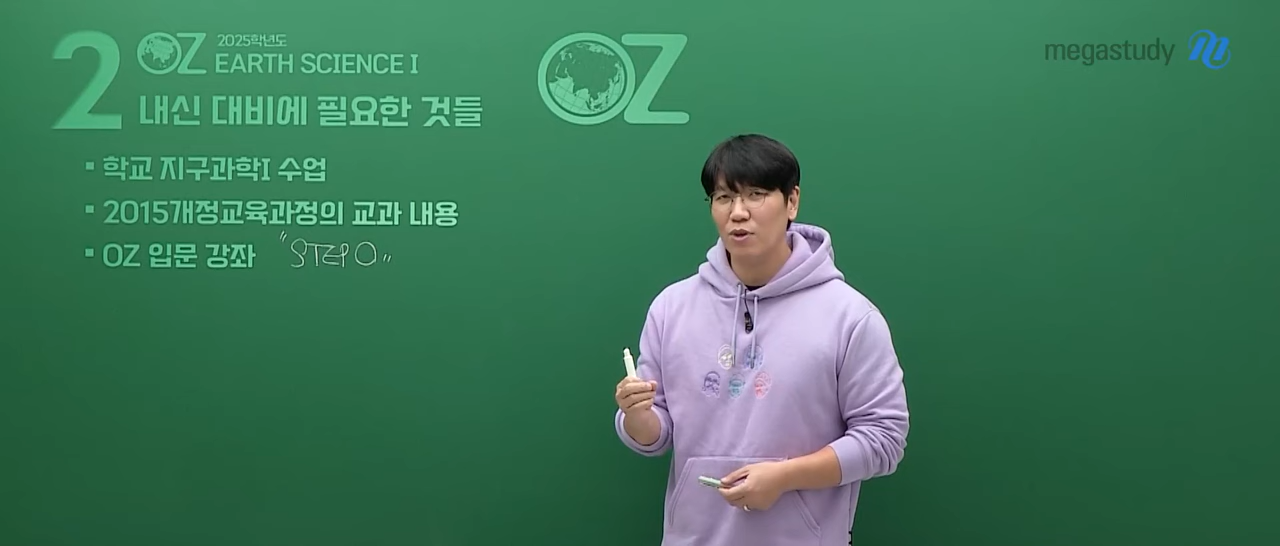 2
OZ
2025학년도
EARTH SCIENCE I
내신 대비에 필요한 것들
▪ 학교 지구과학I 수업
▪ 2015개정교육과정의 교과 내용
▪ OZ 입문 강좌 "STEP 0"
OZ
megastudy